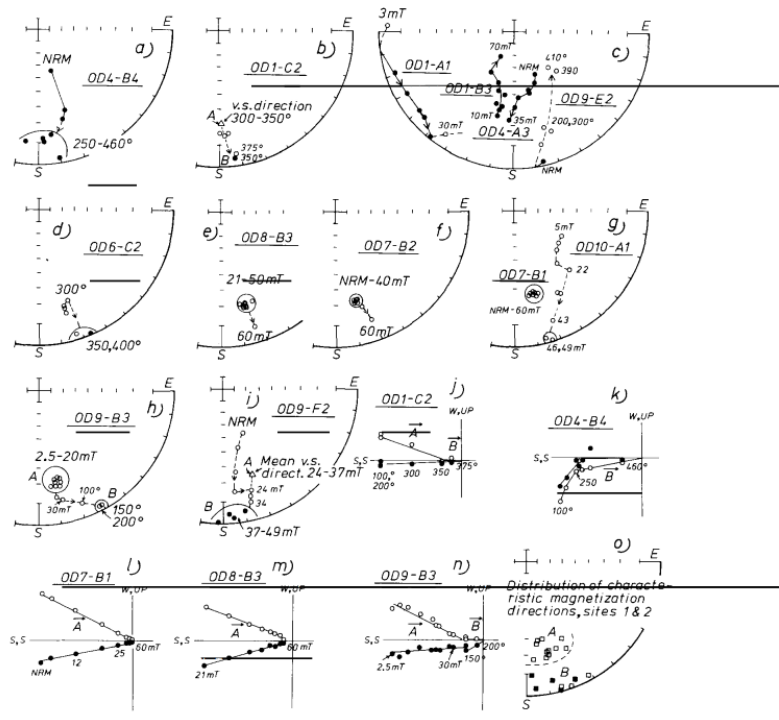 a)
E
NRM
OD4-B4
250-460°
S
b)
E
OD1-C2
v.s.direction
A
300-350°
375°
350°
B
S
c)
E
3mT
OD1-A1
70mT
NRM
410°
390
OD1-B3
OD9-E2
10mT
35mT
OD4-A3
30mT
200,300°
NRM
S
d)
E
OD6-C2
300°
350,400°
S
e)
OD8-B3
21-50mT
60mT
S
f)
OD7-B2
NRM-40mT
60mT
S
g)
E
5mT
OD10-A1
22
OD7-B1
NRM-60mT
43
46,49mT
S
h)
E
OD9-B3
2.5-20mT
A
100°
B
30mT
150°
200°
S
i)
E
OD9-F2
NRM
A
Mean v.s.
direct. 24-37mT
24 mT
34
B
37-49mT
S
j)
OD1-C2
W,UP
A
B
S,S
100,
200°
300
350
375°
k)
OD4-B4
W,UP
S,S
460°
250
B
100°
l)
OD7-B1
W,UP
A
S,S
60mT
NRM
12
25
m)
OD8-B3
W,UP
A
S,S
60mT
21mT
n)
OD9-B3
W,UP
A
B
S,S
200°
2.5mT
30mT
150°
o)
E
Distribution of characte-
ristic magnetization
directions, sites 1 & 2
A
B
S